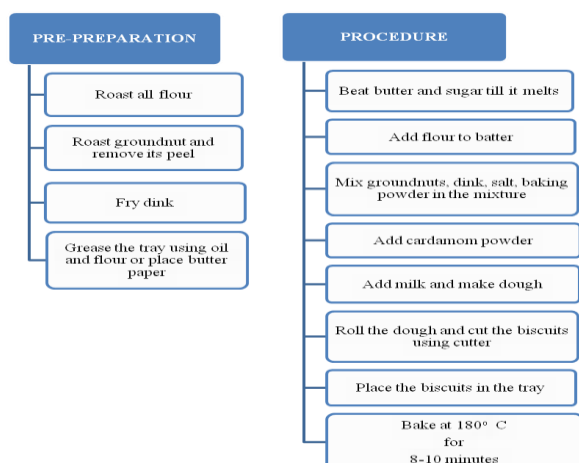 PRE-PREPARATION
Roast all flour
Roast groundnut and
remove its peel
Fry dink
Grease the tray using oil
and flour or place butter
paper
PROCEDURE
Beat butter and sugar till it melts
Add flour to batter
Mix groundnuts, dink, salt, baking
powder in the mixture
Add cardamom powder
Add milk and make dough
Roll the dough and cut the biscuits
using cutter
Place the biscuits in the tray
Bake at 180° C
for
8-10 minutes